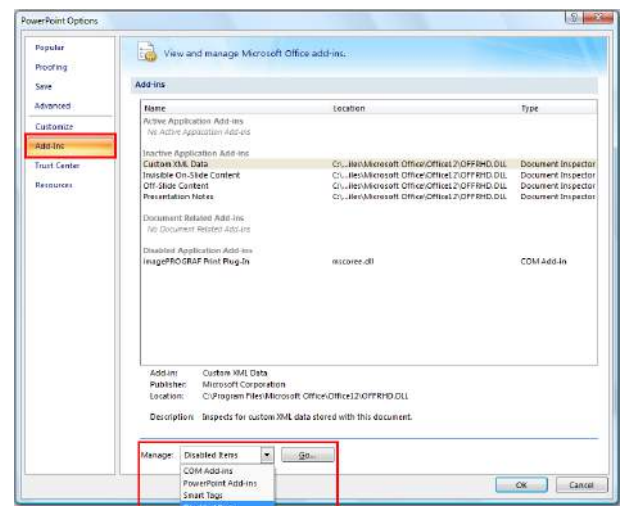 PowerPoint Options
Popular
Proofing
Save
Advanced
Customize
Add-Ins
Trust Center
Resources
View and manage Microsoft Office add-ins.
Add-ins
Name Location Type
Active Application Add-ins
No Active Application Add-ins
Inactive Application Add-ins
Custom XML Data C:\...iles\Microsoft Office\Office12\OFFRHD.DLL Document Inspector
Invisible On-Slide Content C:\...iles\Microsoft Office\Office12\OFFRHD.DLL Document Inspector
Off-Slide Content C:\...iles\Microsoft Office\Office12\OFFRHD.DLL Document Inspector
Presentation Notes C:\...iles\Microsoft Office\Office12\OFFRHD.DLL Document Inspector
Document Related Add-ins
No Document Related Add-ins
Disabled Application Add-ins
imagePROGRAF Print Plug-In mscoree.dll COM Add-in
Add-in: Custom XML Data
Publisher: Microsoft Corporation
Location: C:\Program Files\Microsoft Office\Office12\OFFRHD.DLL
Description: Inspects for custom XML data stored with this document.
Manage: Disabled Items Go...
COM Add-ins
PowerPoint Add-ins
Smart Tags
OK Cancel